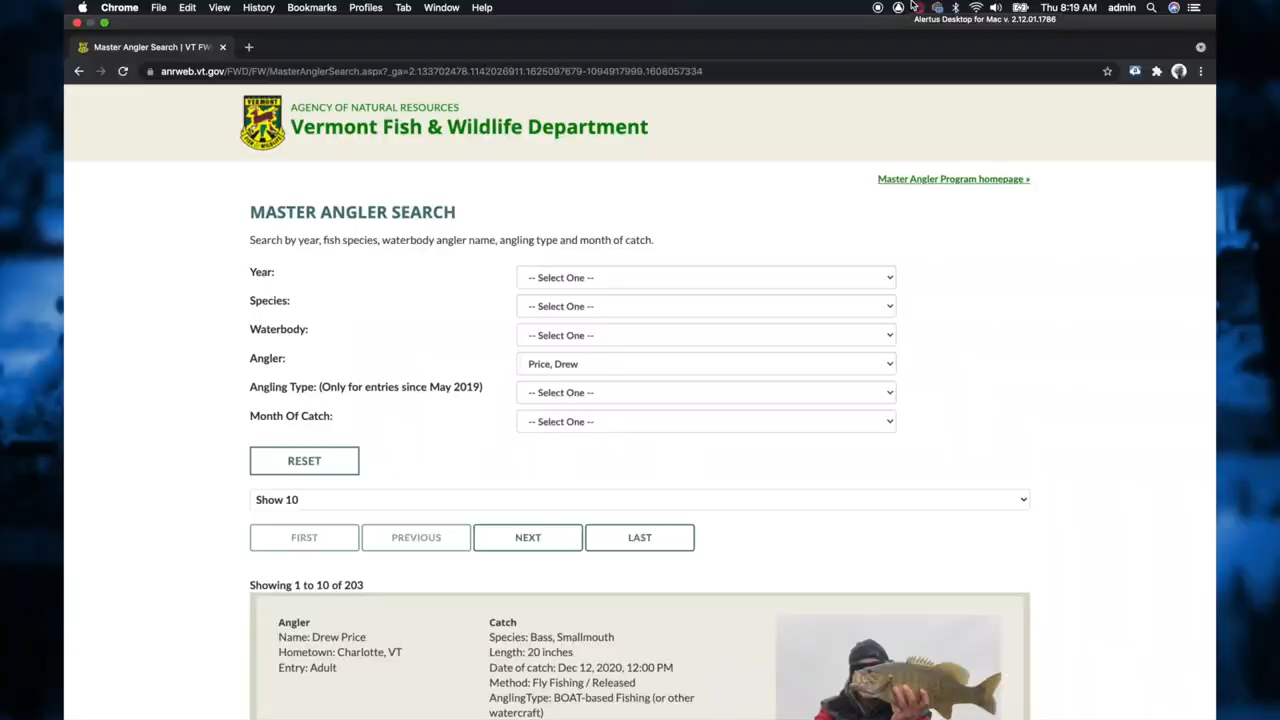 Chrome File Edit View History Bookmarks Profiles Tab Window Help Thu 8:19 AM admin
Alertus Desktop for Mac v. 2.12.01.1786
Master Angler Search | VT FW
anrweb.vt.gov/FWD/FW/MasterAnglerSearch.aspx?_ga=2.133702478.1142026911.1625097679-1094917999.1608057334
AGENCY OF NATURAL RESOURCES
Vermont Fish & Wildlife Department
Master Angler Program homepage »
MASTER ANGLER SEARCH
Search by year, fish species, waterbody angler name, angling type and month of catch.
Year: -- Select One --
Species: -- Select One --
Waterbody: -- Select One --
Angler: Price, Drew
Angling Type: (Only for entries since May 2019) -- Select One --
Month Of Catch: -- Select One --
RESET
Show 10
FIRST PREVIOUS NEXT LAST
Showing 1 to 10 of 203
Angler
Name: Drew Price
Hometown: Charlotte, VT
Entry: Adult
Catch
Species: Bass, Smallmouth
Length: 20 inches
Date of catch: Dec 12, 2020, 12:00 PM
Method: Fly Fishing / Released
AnglingType: BOAT-based Fishing (or other
watercraft)